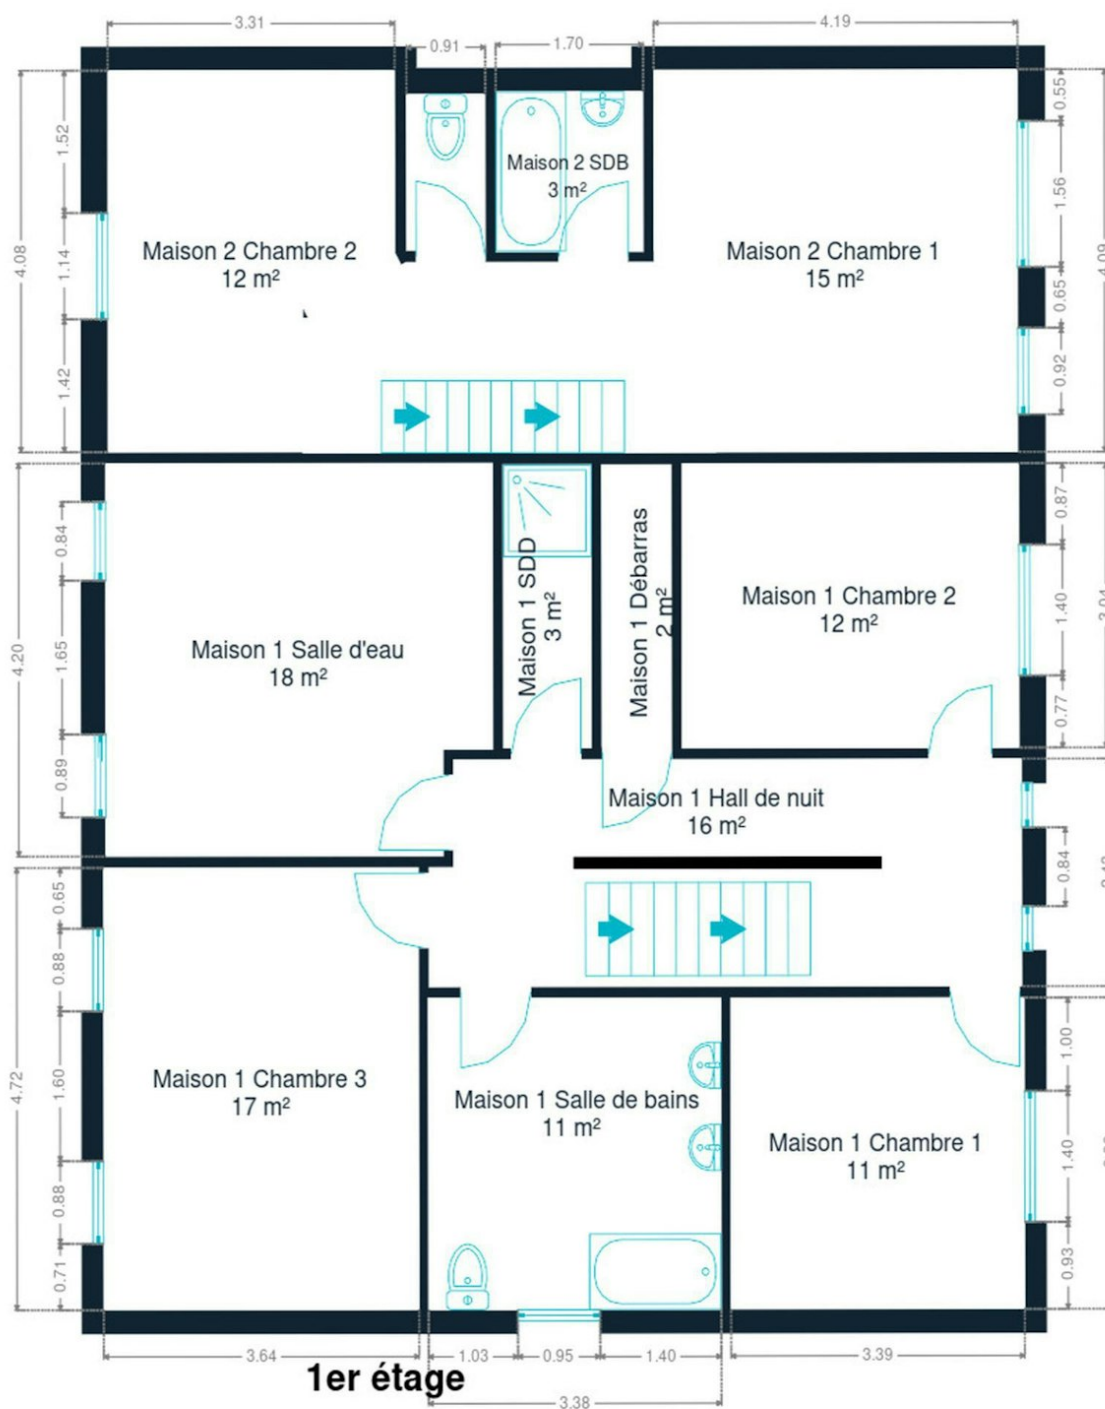 3.31
4.19
0.91
1.70
0.55
1.52
1.56
Maison 2 SDB
3 m²
Maison 2 Chambre 2
12 m²
Maison 2 Chambre 1
15 m²
4.08
1.14
4.09
0.65
1.42
0.92
0.87
0.84
Maison 1 SDD
3 m²
Maison 1 Débarras
2 m²
Maison 1 Chambre 2
12 m²
1.40
Maison 1 Salle d'eau
18 m²
4.20
1.65
0.77
0.89
Maison 1 Hall de nuit
16 m²
0.84
0.65
0.88
1.00
4.72
1.60
Maison 1 Chambre 3
17 m²
Maison 1 Salle de bains
11 m²
Maison 1 Chambre 1
11 m²
1.40
0.88
0.71
0.93
3.64
1.03
0.95
1.40
3.39
1er étage
3.38